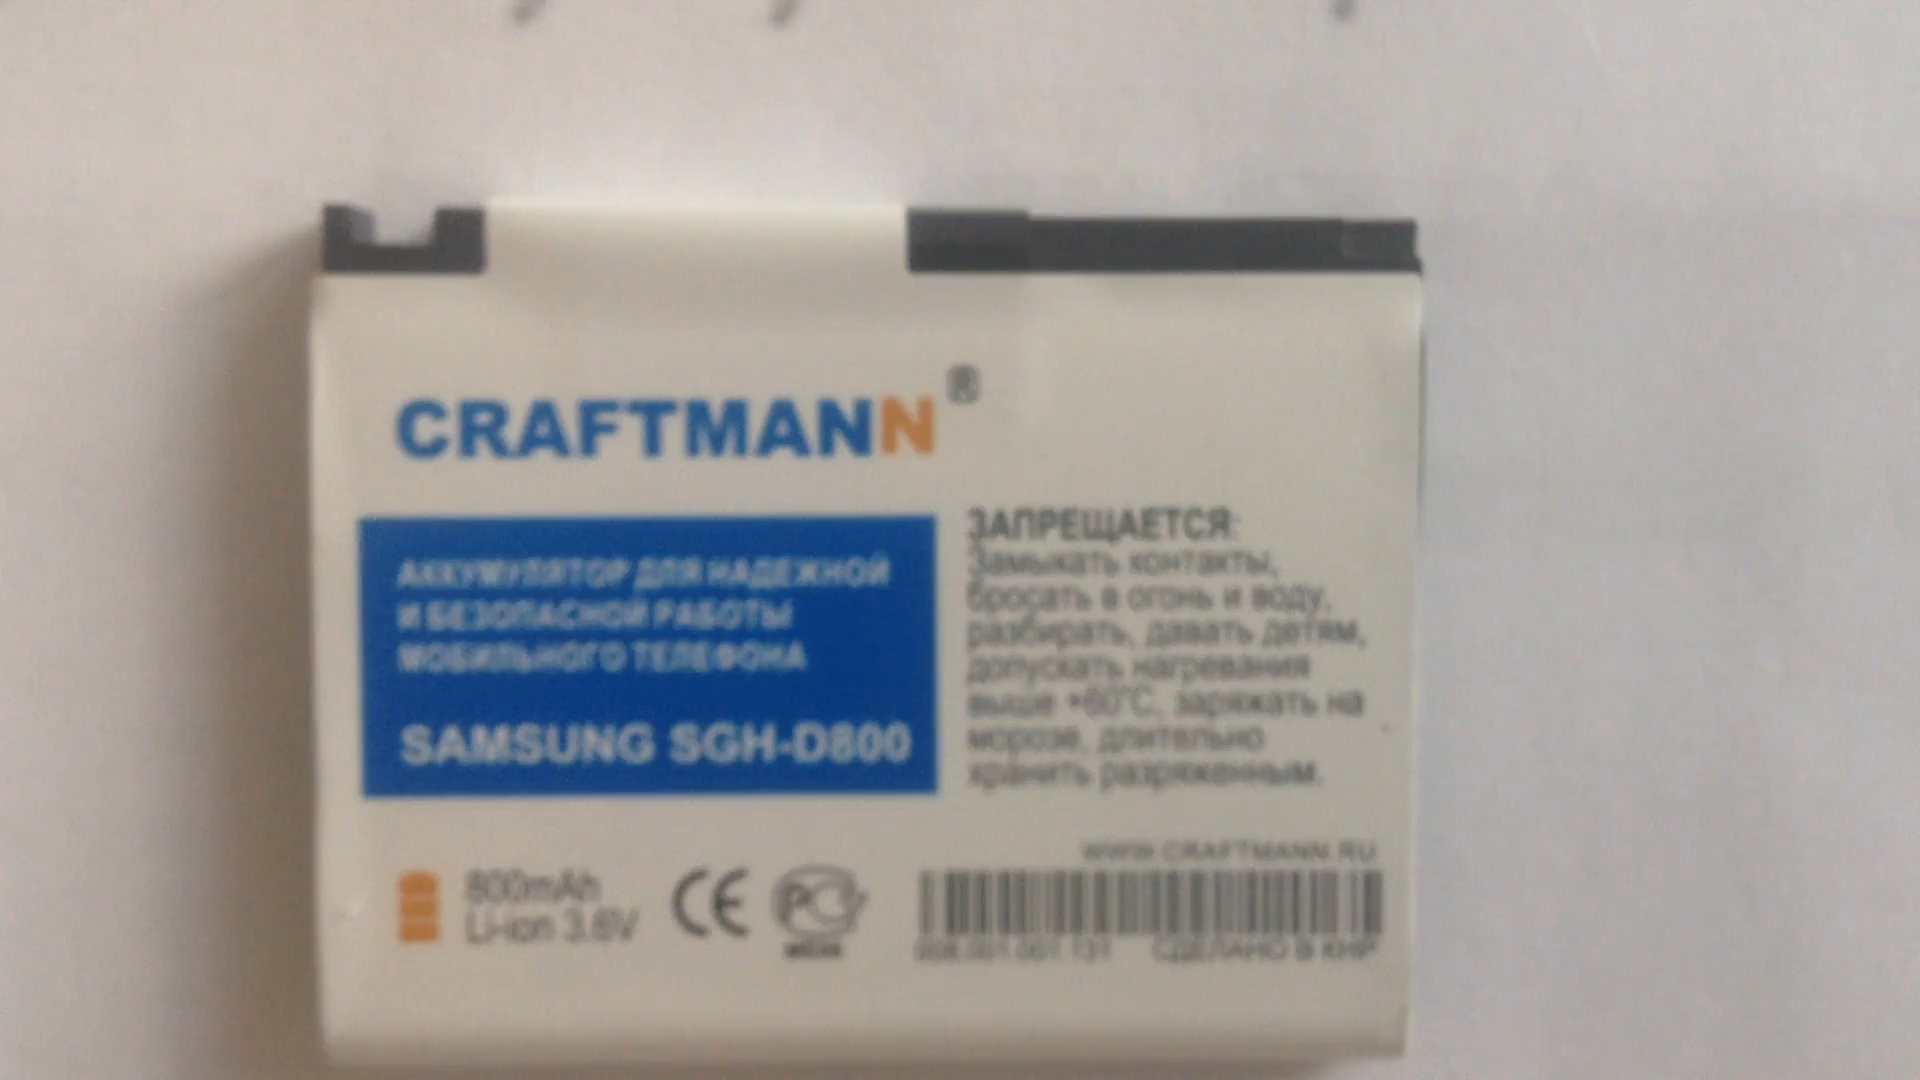 CRAFTMANN®
АККУМУЛЯТОР ДЛЯ НАДЕЖНОЙ
И БЕЗОПАСНОЙ РАБОТЫ
МОБИЛЬНОГО ТЕЛЕФОНА
SAMSUNG SGH-D800
ЗАПРЕЩАЕТСЯ:
Замыкать контакты,
бросать в огонь и воду,
разбирать, давать детям,
допускать нагревания
выше +60°C, заряжать на
морозе, длительно
хранить разряженным.
800mAh
Li-ion 3.6V
CE
РС
WWW.CRAFTMANN.RU
СДЕЛАНО В КНР